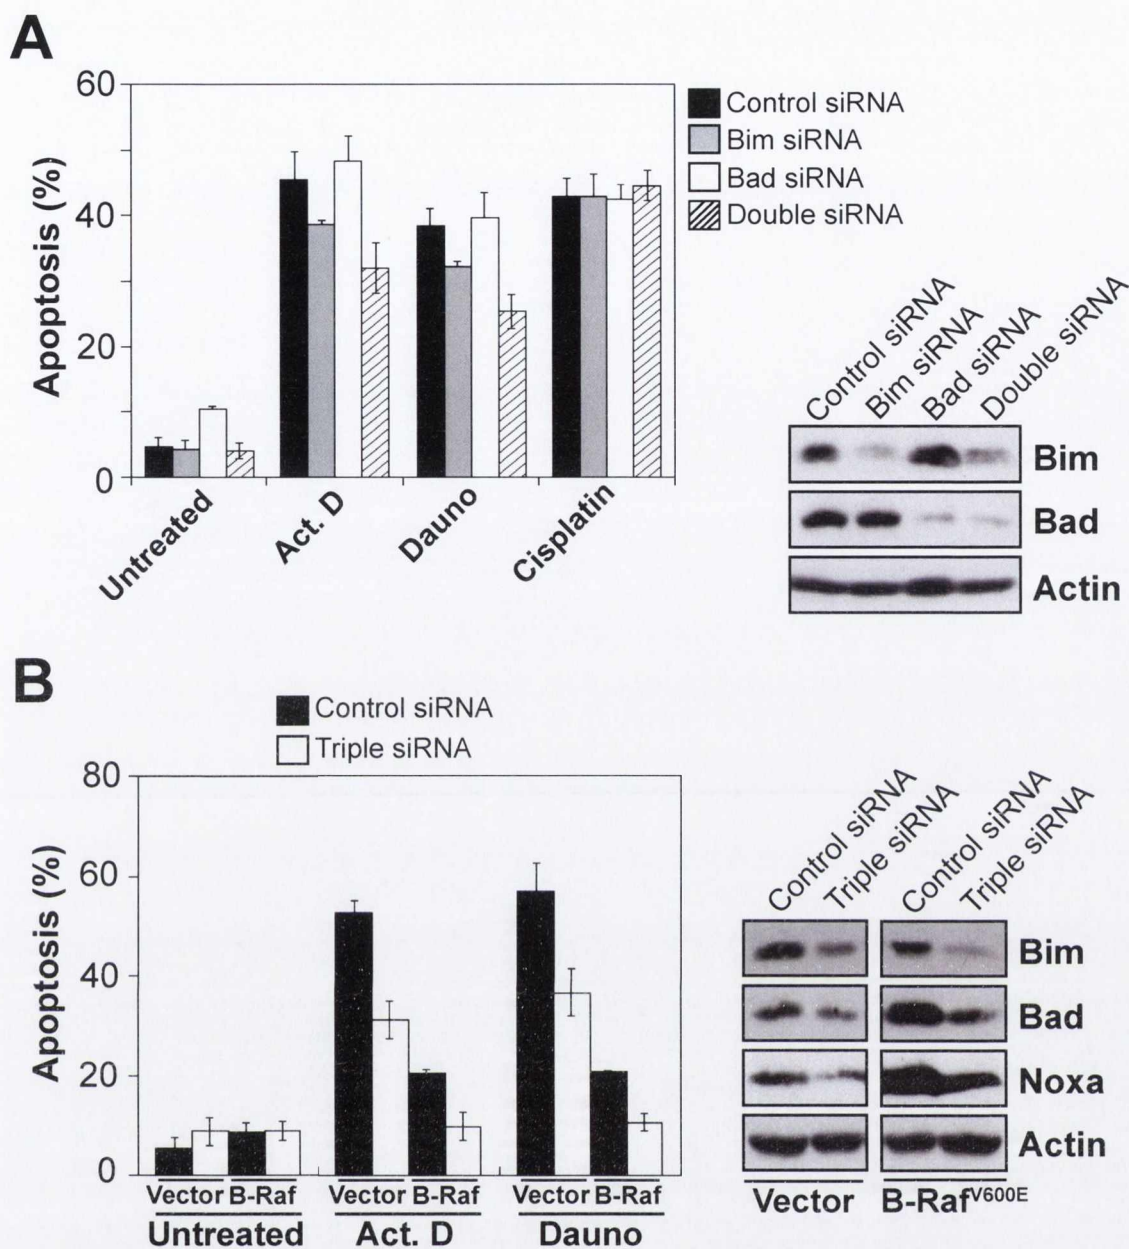 A
60
40
20
0
Apoptosis (%)
Control siRNA
Bim siRNA
Bad siRNA
Double siRNA
Untreated
Act. D
Dauno
Cisplatin
Control siRNA
Bim siRNA
Bad siRNA
Double siRNA
Bim
Bad
Actin
B
Control siRNA
Triple siRNA
80
60
40
20
0
Apoptosis (%)
Vector B-Raf Vector B-Raf Vector B-Raf
Untreated Act. D Dauno
Control siRNA
Triple siRNA
Control siRNA
Triple siRNA
Bim
Bad
Noxa
Actin
Vector B-Raf^V600E